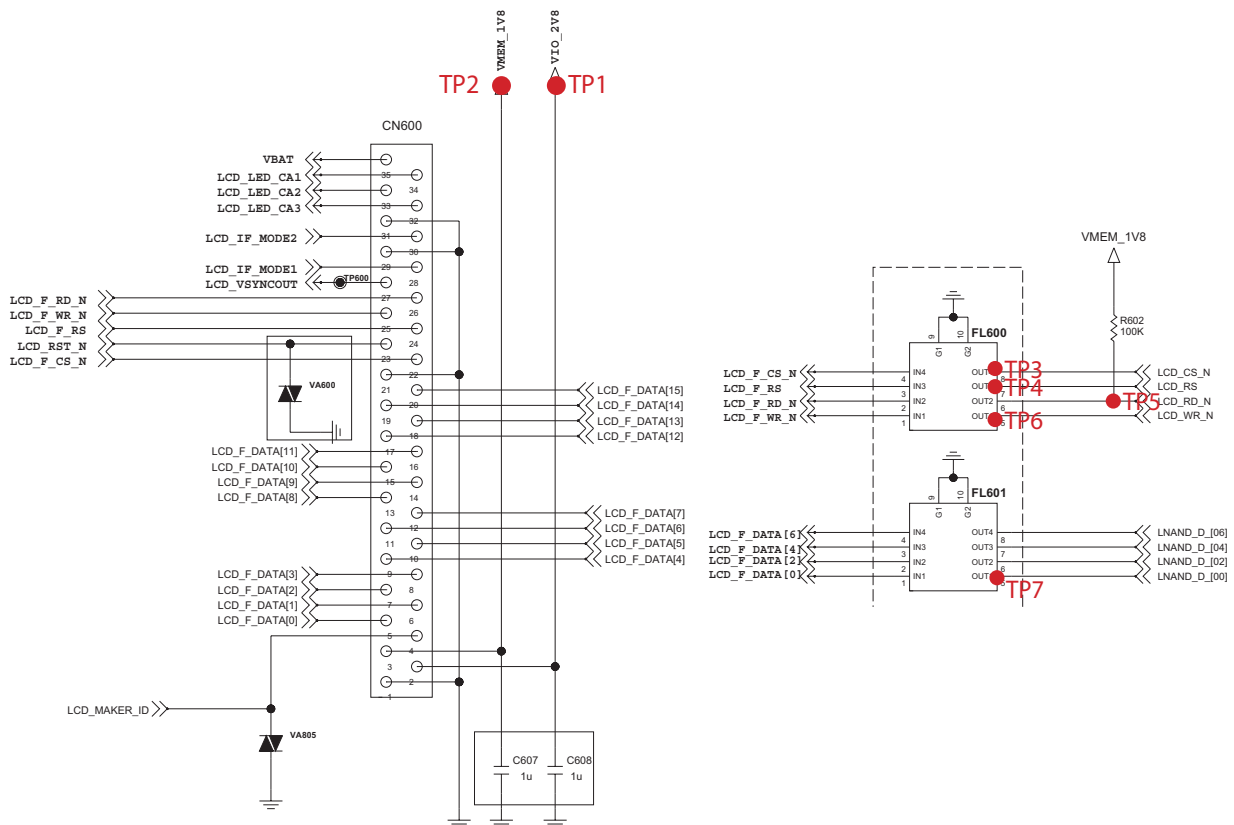 VMEM_1V8
VIO_2V8
TP2
TP1
CN600
VBAT
LCD_LED_CA1
LCD_LED_CA2
LCD_LED_CA3
LCD_IF_MODE2
LCD_IF_MODE1
LCD_VSYNCOUT
TP600
LCD_F_RD_N
LCD_F_WR_N
LCD_F_RS
LCD_RST_N
LCD_F_CS_N
VA600
35
34
33
32
31
30
29
28
27
26
25
24
23
22
21
20
19
18
17
16
15
14
13
12
11
10
9
8
7
6
5
4
3
2
1
LCD_F_DATA[15]
LCD_F_DATA[14]
LCD_F_DATA[13]
LCD_F_DATA[12]
LCD_F_DATA[11]
LCD_F_DATA[10]
LCD_F_DATA[9]
LCD_F_DATA[8]
LCD_F_DATA[7]
LCD_F_DATA[6]
LCD_F_DATA[5]
LCD_F_DATA[4]
LCD_F_DATA[3]
LCD_F_DATA[2]
LCD_F_DATA[1]
LCD_F_DATA[0]
LCD_MAKER_ID
VA805
C607
1u
C608
1u
VMEM_1V8
R602
100K
FL600
9
G1
10
G2
LCD_F_CS_N
4
IN4
OUT
8
TP3
LCD_CS_N
LCD_F_RS
3
IN3
OUT
TP4
LCD_RS
LCD_F_RD_N
2
IN2
OUT2
6
TP5
LCD_RD_N
LCD_F_WR_N
1
IN1
OUT
5
TP6
LCD_WR_N
FL601
9
G1
10
G2
LCD_F_DATA[6]
4
IN4
OUT4
8
LNAND_D_[06]
LCD_F_DATA[4]
3
IN3
OUT3
7
LNAND_D_[04]
LCD_F_DATA[2]
2
IN2
OUT2
6
LNAND_D_[02]
LCD_F_DATA[0]
1
IN1
OUT
5
TP7
LNAND_D_[00]